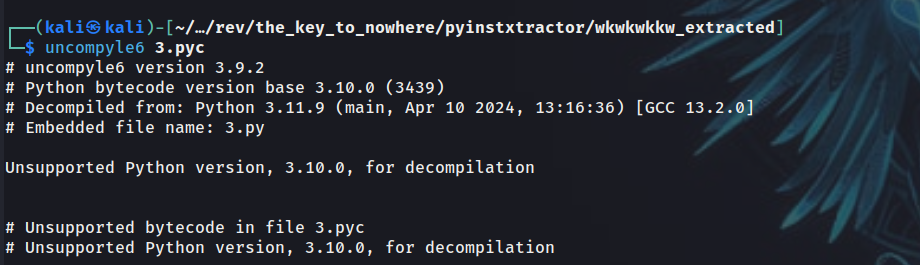 ┌──(kali㉿kali)-[~/…/rev/the_key_to_nowhere/pyinstxtractor/wkwkwkkw_extracted]
└─$ uncompyle6 3.pyc
# uncompyle6 version 3.9.2
# Python bytecode version base 3.10.0 (3439)
# Decompiled from: Python 3.11.9 (main, Apr 10 2024, 13:16:36) [GCC 13.2.0]
# Embedded file name: 3.py
Unsupported Python version, 3.10.0, for decompilation
# Unsupported bytecode in file 3.pyc
# Unsupported Python version, 3.10.0, for decompilation